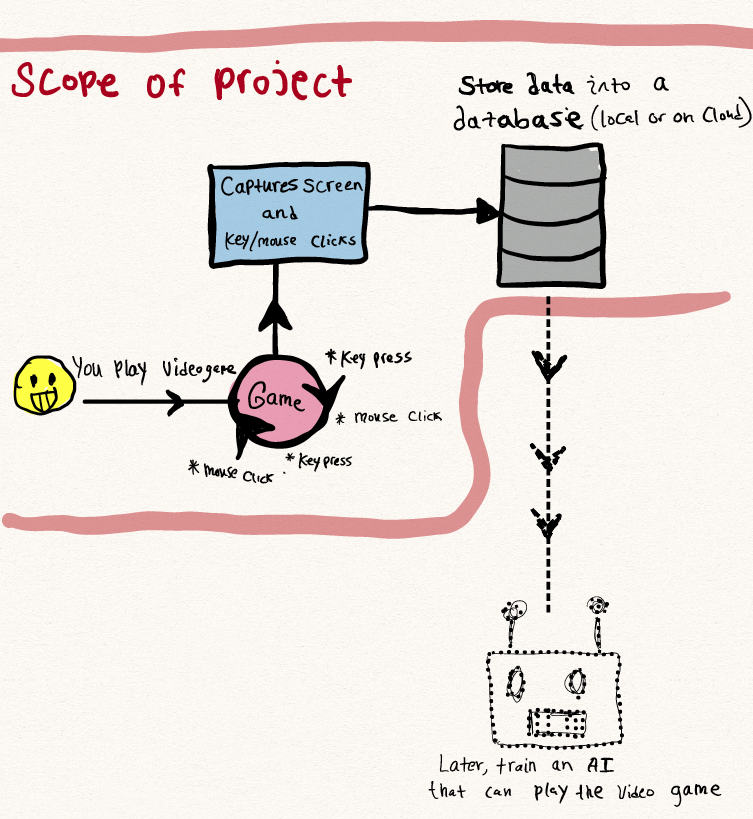 Scope of project
Store data into a
database (local or on Cloud)
Captures Screen
and
Key/mouse Clicks
You Play Videogame
Game
* Key press
* Mouse Click
* Key press
* Mouse Click
Later, train an AI
that can play the Video game